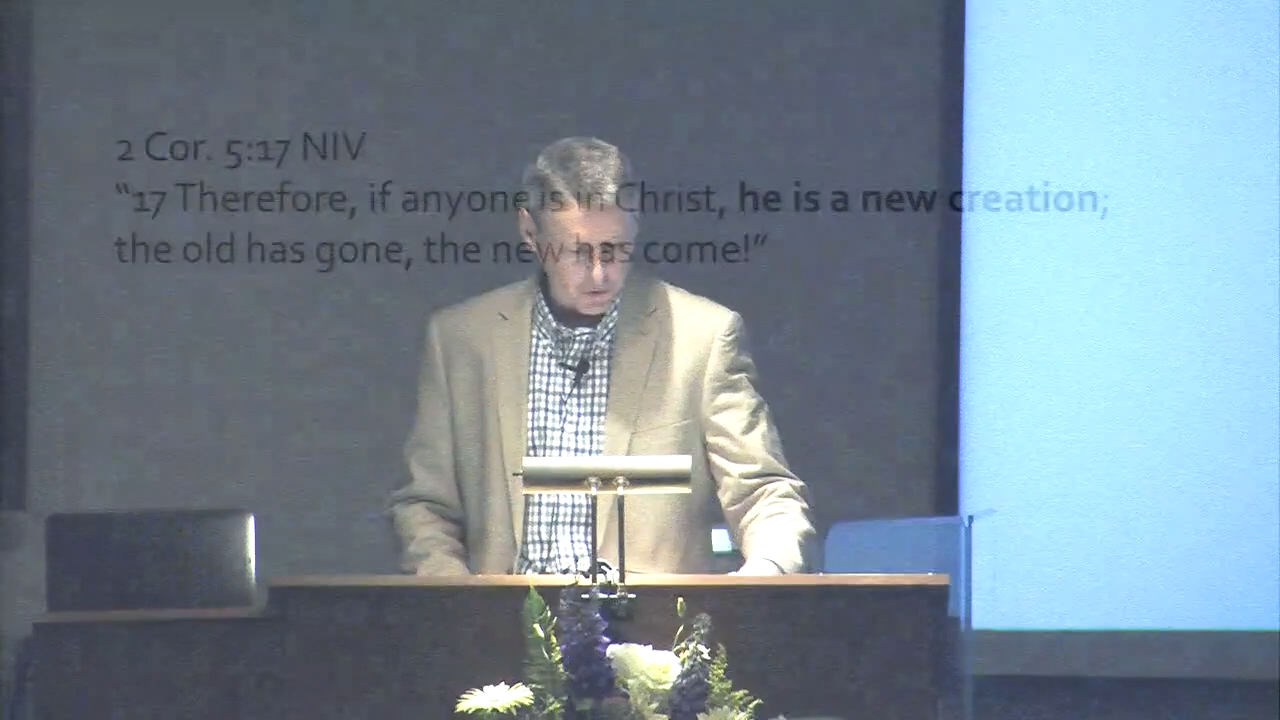 2 Cor. 5:17 NIV
“17 Therefore, if anyone is in Christ, he is a new creation;
the old has gone, the new has come!”